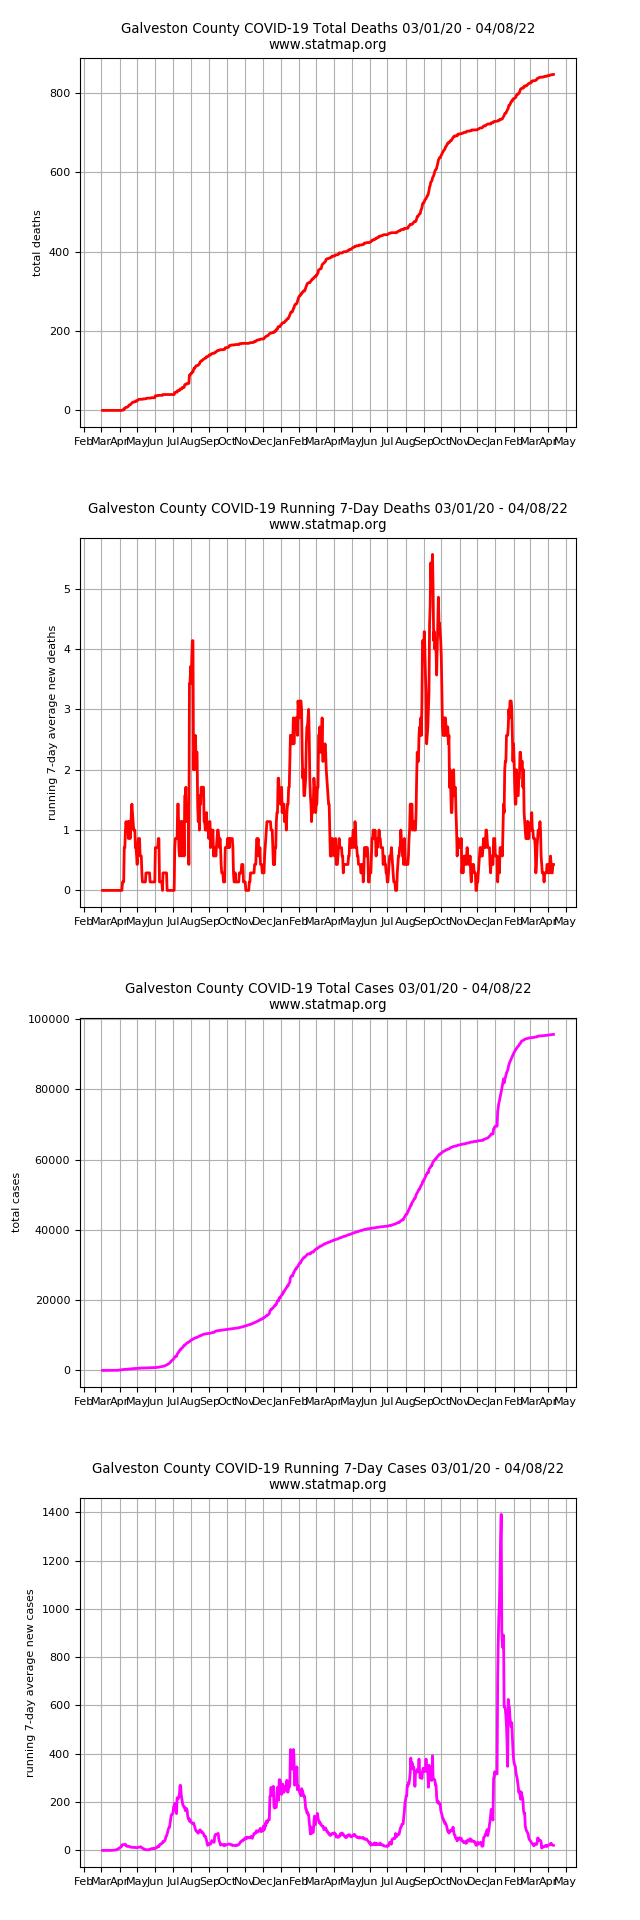 Galveston County COVID-19 Total Deaths 03/01/20 - 04/08/22
www.statmap.org
800
600
400
200
0
total deaths
Feb Mar Apr May Jun Jul Aug Sep Oct Nov Dec Jan Feb Mar Apr May Jun Jul Aug Sep Oct Nov Dec Jan Feb Mar Apr May
Galveston County COVID-19 Running 7-Day Deaths 03/01/20 - 04/08/22
www.statmap.org
5
4
3
2
1
0
running 7-day average new deaths
Feb Mar Apr May Jun Jul Aug Sep Oct Nov Dec Jan Feb Mar Apr May Jun Jul Aug Sep Oct Nov Dec Jan Feb Mar Apr May
Galveston County COVID-19 Total Cases 03/01/20 - 04/08/22
www.statmap.org
100000
80000
60000
40000
20000
0
total cases
Feb Mar Apr May Jun Jul Aug Sep Oct Nov Dec Jan Feb Mar Apr May Jun Jul Aug Sep Oct Nov Dec Jan Feb Mar Apr May
Galveston County COVID-19 Running 7-Day Cases 03/01/20 - 04/08/22
www.statmap.org
1400
1200
1000
800
600
400
200
0
running 7-day average new cases
Feb Mar Apr May Jun Jul Aug Sep Oct Nov Dec Jan Feb Mar Apr May Jun Jul Aug Sep Oct Nov Dec Jan Feb Mar Apr May